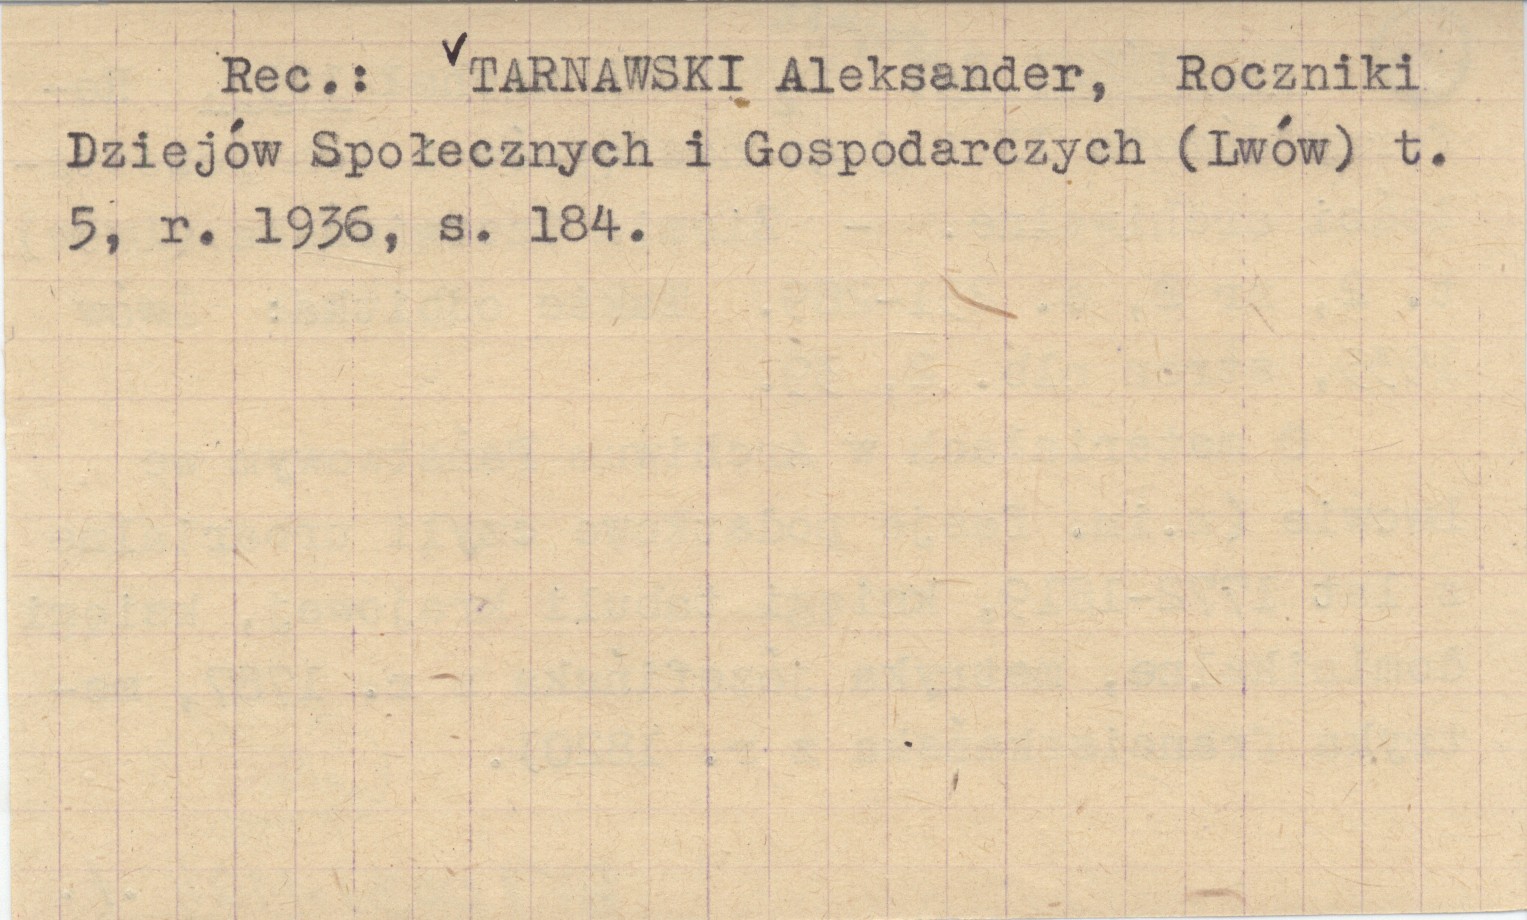 Rec.: ✓TARNAWSKI Aleksander, Roczniki
Dziejów Społecznych i Gospodarczych (Lwów) t.
5, r. 1936, s. 184.